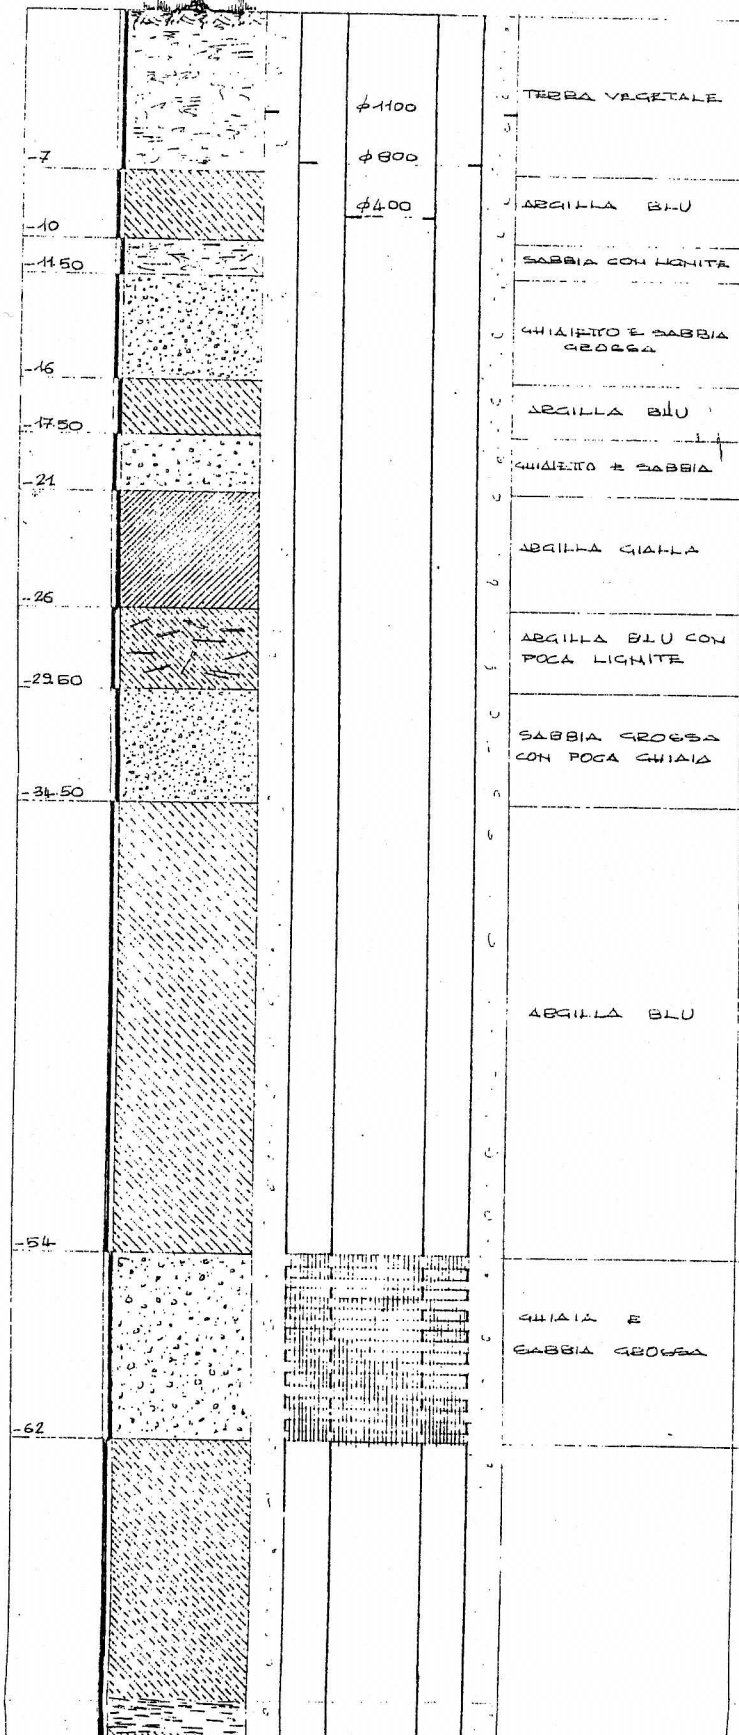 TERRA VEGETALE
φ1100
-7
φ800
φ400
ARGILLA BLU
-10
SABBIA CON LIGNITE
-11.50
GHIAIETTO E SABBIA
GROSSA
-16
ARGILLA BLU
-17.50
GHIAIETTO E SABBIA
-21
ARGILLA GIALLA
-26
ARGILLA BLU CON
POCA LIGNITE
-29.60
SABBIA GROSSA
CON POCA GHIAIA
-34.50
ARGILLA BLU
-54
GHIAIA E
SABBIA GROSSA
-62